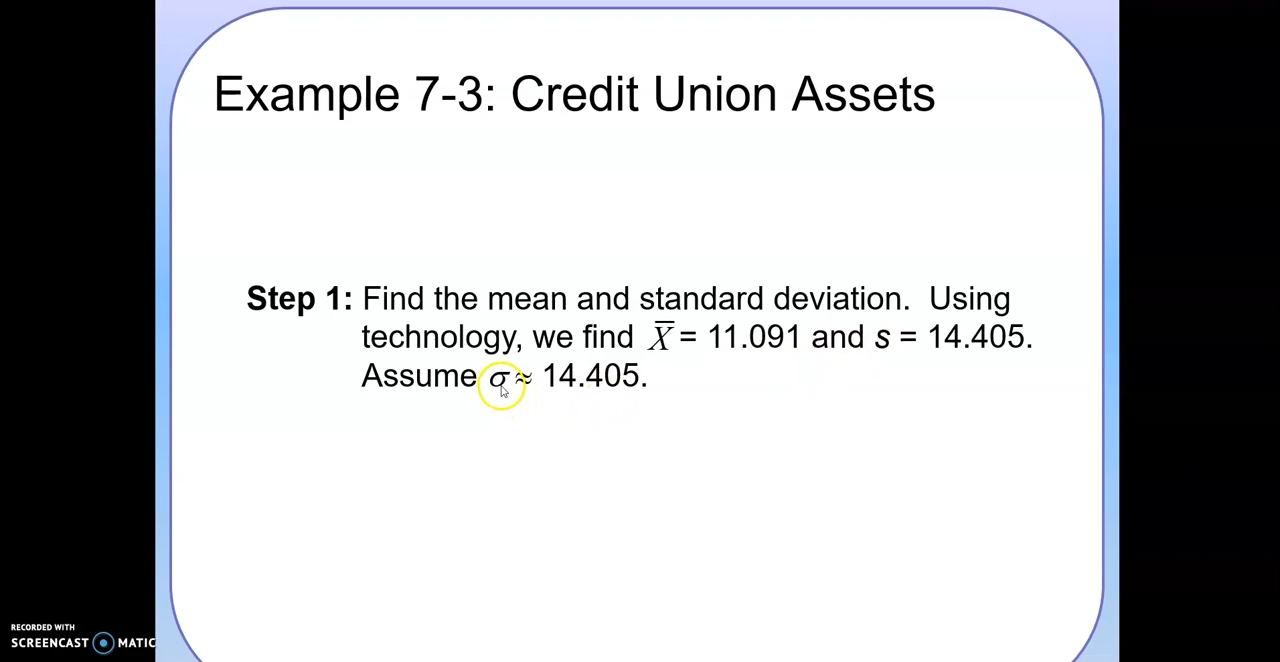 Example 7-3: Credit Union Assets
Step 1: Find the mean and standard deviation. Using
technology, we find X̅ = 11.091 and s = 14.405.
Assume σ ≈ 14.405.
RECORDED WITH
SCREENCAST MATIC